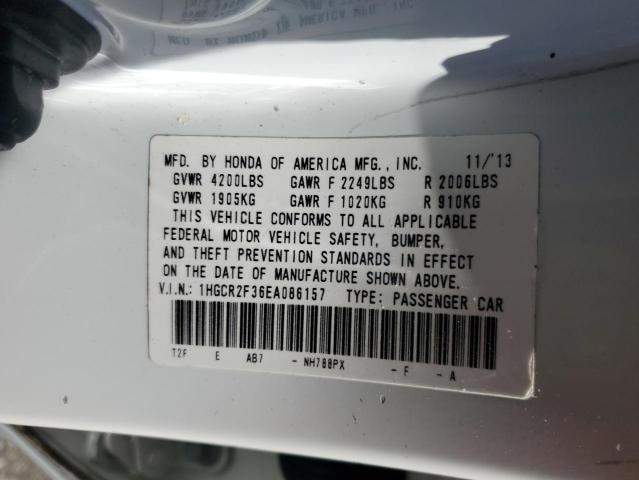 MFD. BY HONDA OF AMERICA MFG., INC. 11/'13
GVWR 4200LBS GAWR F 2249LBS R 2006LBS
GVWR 1905KG GAWR F 1020KG R 910KG
THIS VEHICLE CONFORMS TO ALL APPLICABLE
FEDERAL MOTOR VEHICLE SAFETY, BUMPER,
AND THEFT PREVENTION STANDARDS IN EFFECT
ON THE DATE OF MANUFACTURE SHOWN ABOVE.
V.I.N.: 1HGCR2F36EA086157 TYPE: PASSENGER CAR
T2F E AB7 - NH788PX - F - A